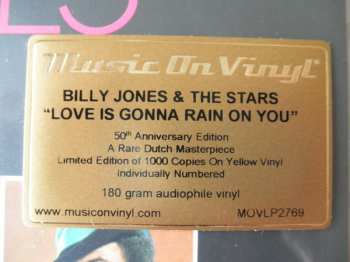 ES
Music On Vinyl®
BILLY JONES & THE STARS
"LOVE IS GONNA RAIN ON YOU"
50th Anniversary Edition
A Rare Dutch Masterpiece
Limited Edition of 1000 Copies On Yellow Vinyl
Individually Numbered
180 gram audiophile vinyl
www.musiconvinyl.com MOVLP2769